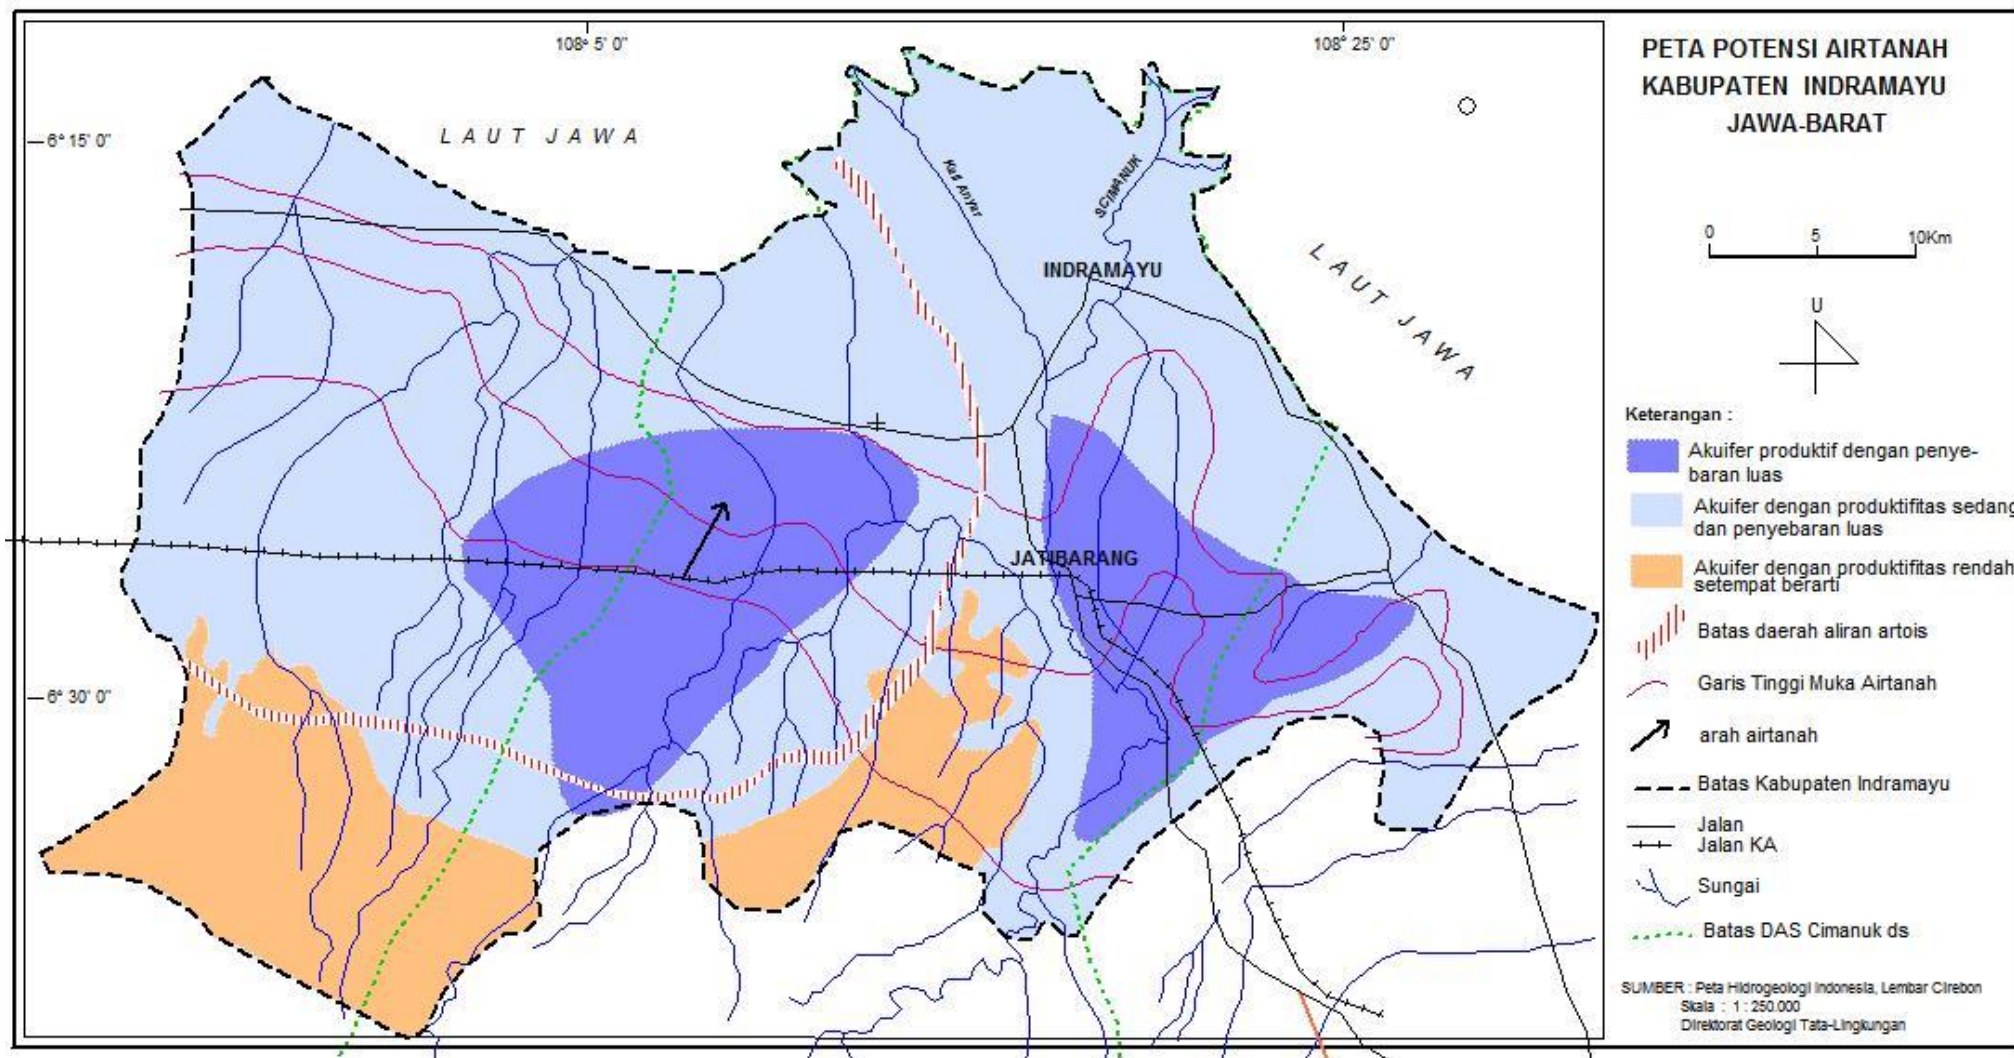 108° 5' 0"
108° 25' 0"
6° 15' 0"
6° 30' 0"
LAUT JAWA
Kali Anyar
SCIMANUK
INDRAMAYU
LAUT JAWA
JATIBARANG
PETA POTENSI AIRTANAH
KABUPATEN INDRAMAYU
JAWA-BARAT
0 5 10Km
U
Keterangan :
Akuifer produktif dengan penye-
baran luas
Akuifer dengan produktifitas sedang
dan penyebaran luas
Akuifer dengan produktifitas rendah
setempat berarti
Batas daerah aliran artois
Garis Tinggi Muka Airtanah
arah airtanah
Batas Kabupaten Indramayu
Jalan
Jalan KA
Sungai
Batas DAS Cimanuk ds
SUMBER : Peta Hidrogeologi Indonesia, Lembar Cirebon
Skala : 1 : 250.000
Direktorat Geologi Tata-Lingkungan